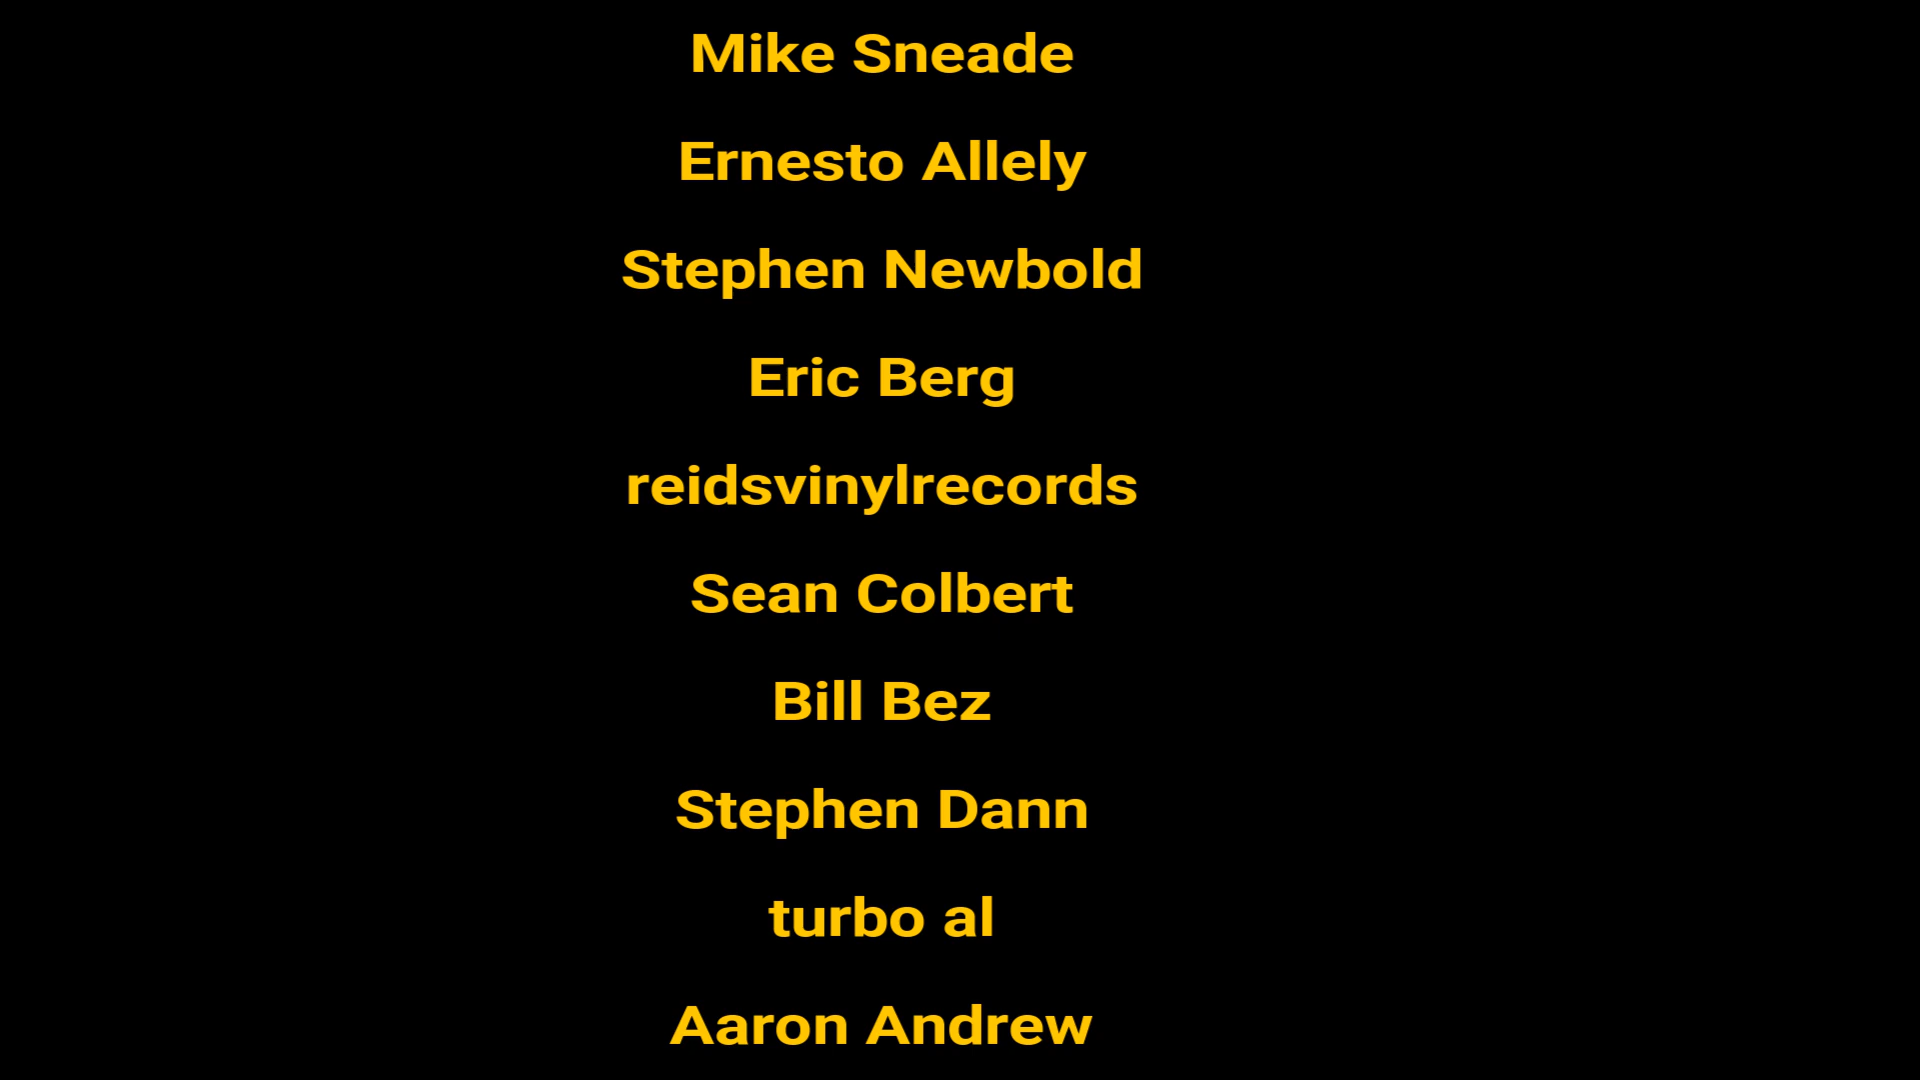 Mike Sneade
Ernesto Allely
Stephen Newbold
Eric Berg
reidsvinylrecords
Sean Colbert
Bill Bez
Stephen Dann
turbo al
Aaron Andrew